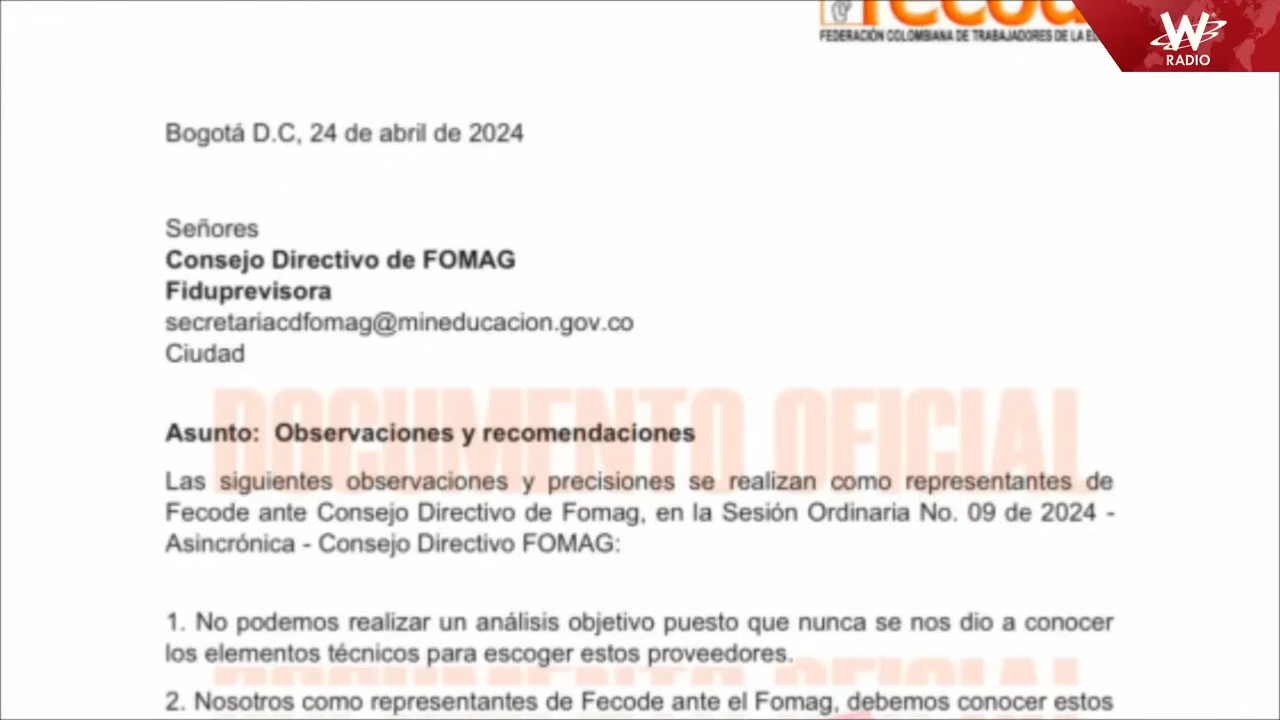 fecode
FEDERACIÓN COLOMBIANA DE TRABAJADORES DE LA
W
RADIO
Bogotá D.C, 24 de abril de 2024
Señores
Consejo Directivo de FOMAG
Fiduprevisora
secretariacdfomag@mineducacion.gov.co
Ciudad
DOCUMENTO OFICIAL
Asunto: Observaciones y recomendaciones
Las siguientes observaciones y precisiones se realizan como representantes de
Fecode ante Consejo Directivo de Fomag, en la Sesión Ordinaria No. 09 de 2024 -
Asincrónica - Consejo Directivo FOMAG:
1. No podemos realizar un análisis objetivo puesto que nunca se nos dio a conocer
los elementos técnicos para escoger estos proveedores.
2. Nosotros como representantes de Fecode ante el Fomag, debemos conocer estos